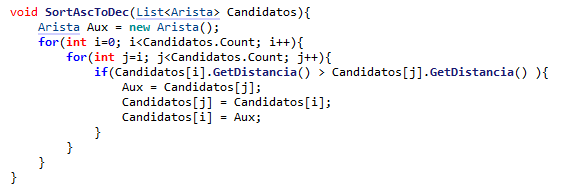 void SortAscToDec(List<Arista> Candidatos){
    Arista Aux = new Arista();
    for(int i=0; i<Candidatos.Count; i++){
        for(int j=i; j<Candidatos.Count; j++){
            if(Candidatos[i].GetDistancia() > Candidatos[j].GetDistancia() ){
                Aux = Candidatos[j];
                Candidatos[j] = Candidatos[i];
                Candidatos[i] = Aux;
            }
        }
    }
}